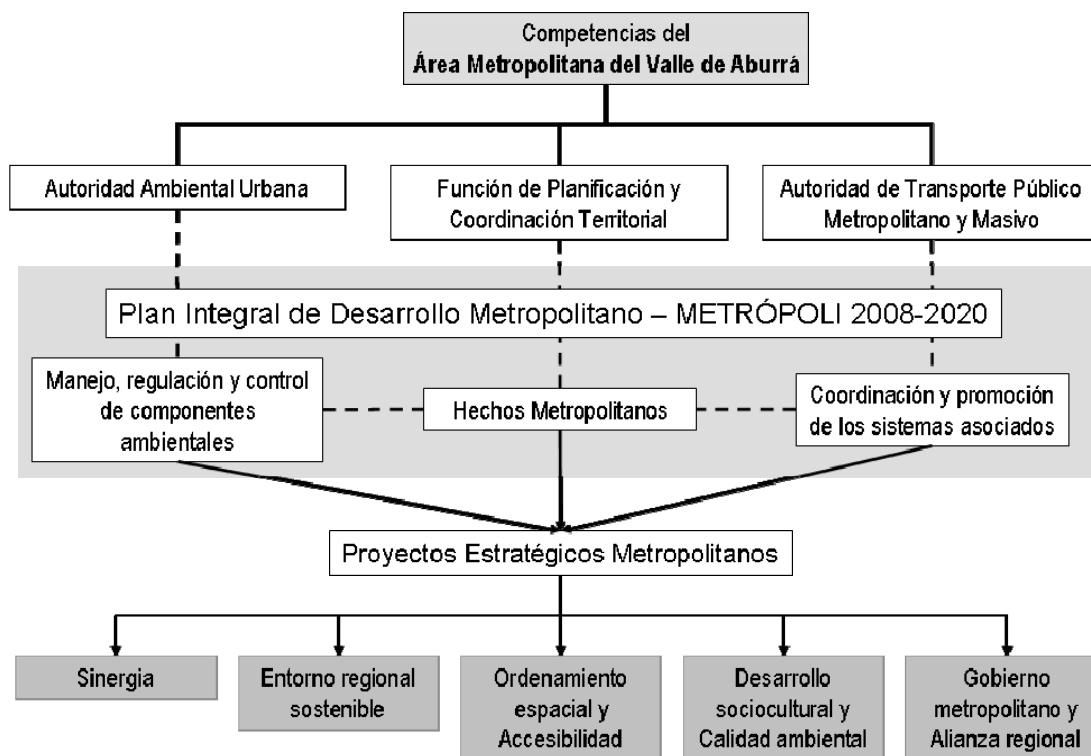 Competencias del
Área Metropolitana del Valle de Aburrá
Autoridad Ambiental Urbana
Función de Planificación y
Coordinación Territorial
Autoridad de Transporte Público
Metropolitano y Masivo
Plan Integral de Desarrollo Metropolitano – METRÓPOLI 2008-2020
Manejo, regulación y control
de componentes
ambientales
Hechos Metropolitanos
Coordinación y promoción
de los sistemas asociados
Proyectos Estratégicos Metropolitanos
Sinergia
Entorno regional
sostenible
Ordenamiento
espacial y
Accesibilidad
Desarrollo
sociocultural y
Calidad ambiental
Gobierno
metropolitano y
Alianza regional